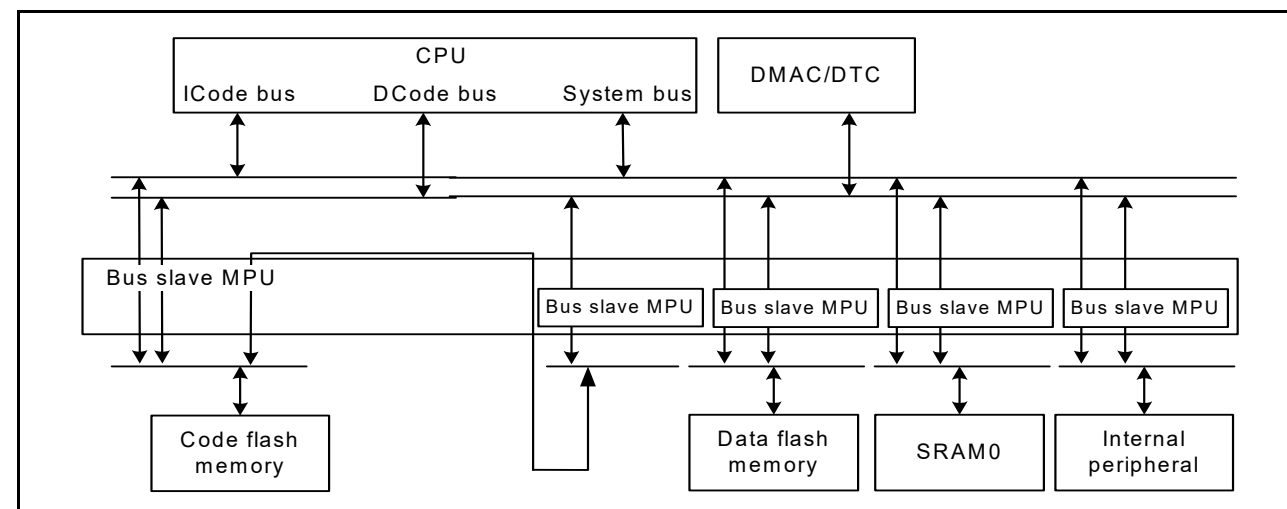 CPU
ICode bus DCode bus System bus
DMAC/DTC
Bus slave MPU
Bus slave MPU
Bus slave MPU
Bus slave MPU
Bus slave MPU
Code flash
memory
Data flash
memory
SRAM0
Internal
peripheral